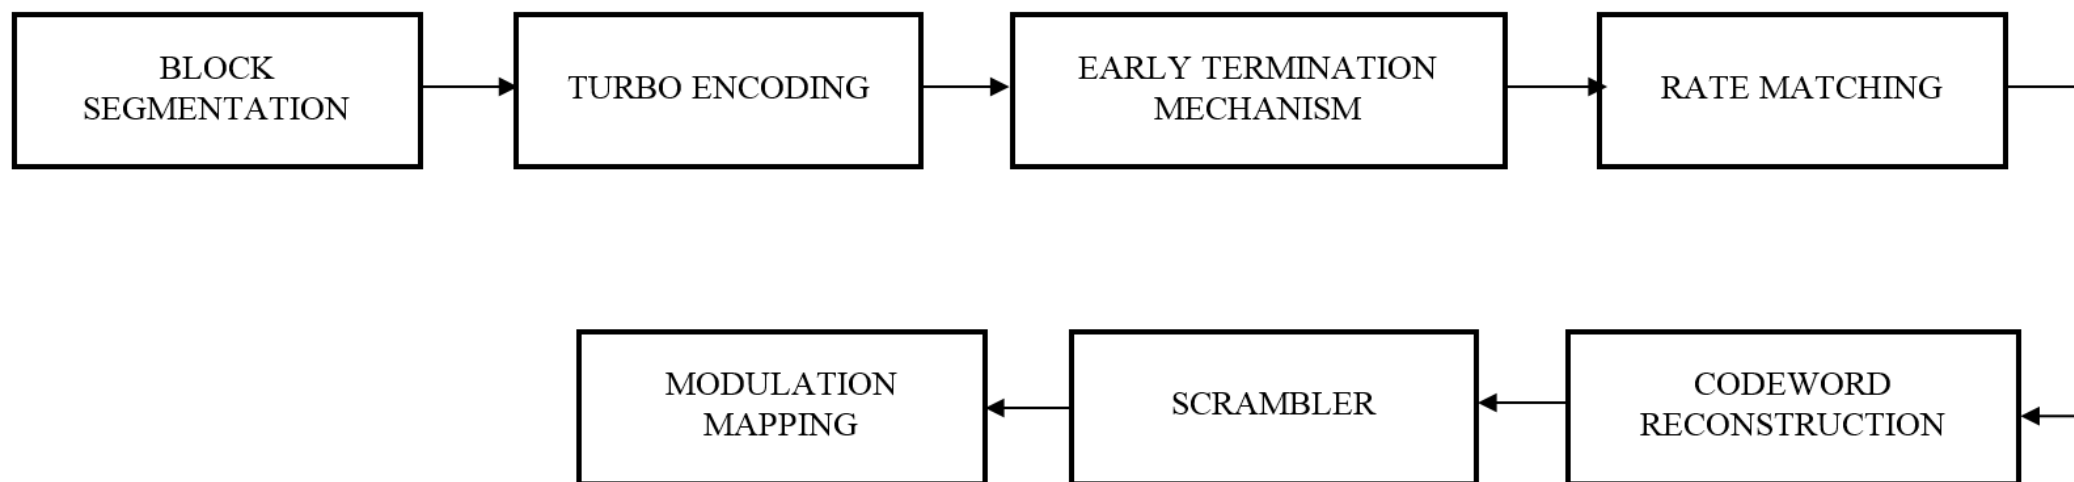 BLOCK
SEGMENTATION
TURBO ENCODING
EARLY TERMINATION
MECHANISM
RATE MATCHING
CODEWORD
RECONSTRUCTION
SCRAMBLER
MODULATION
MAPPING